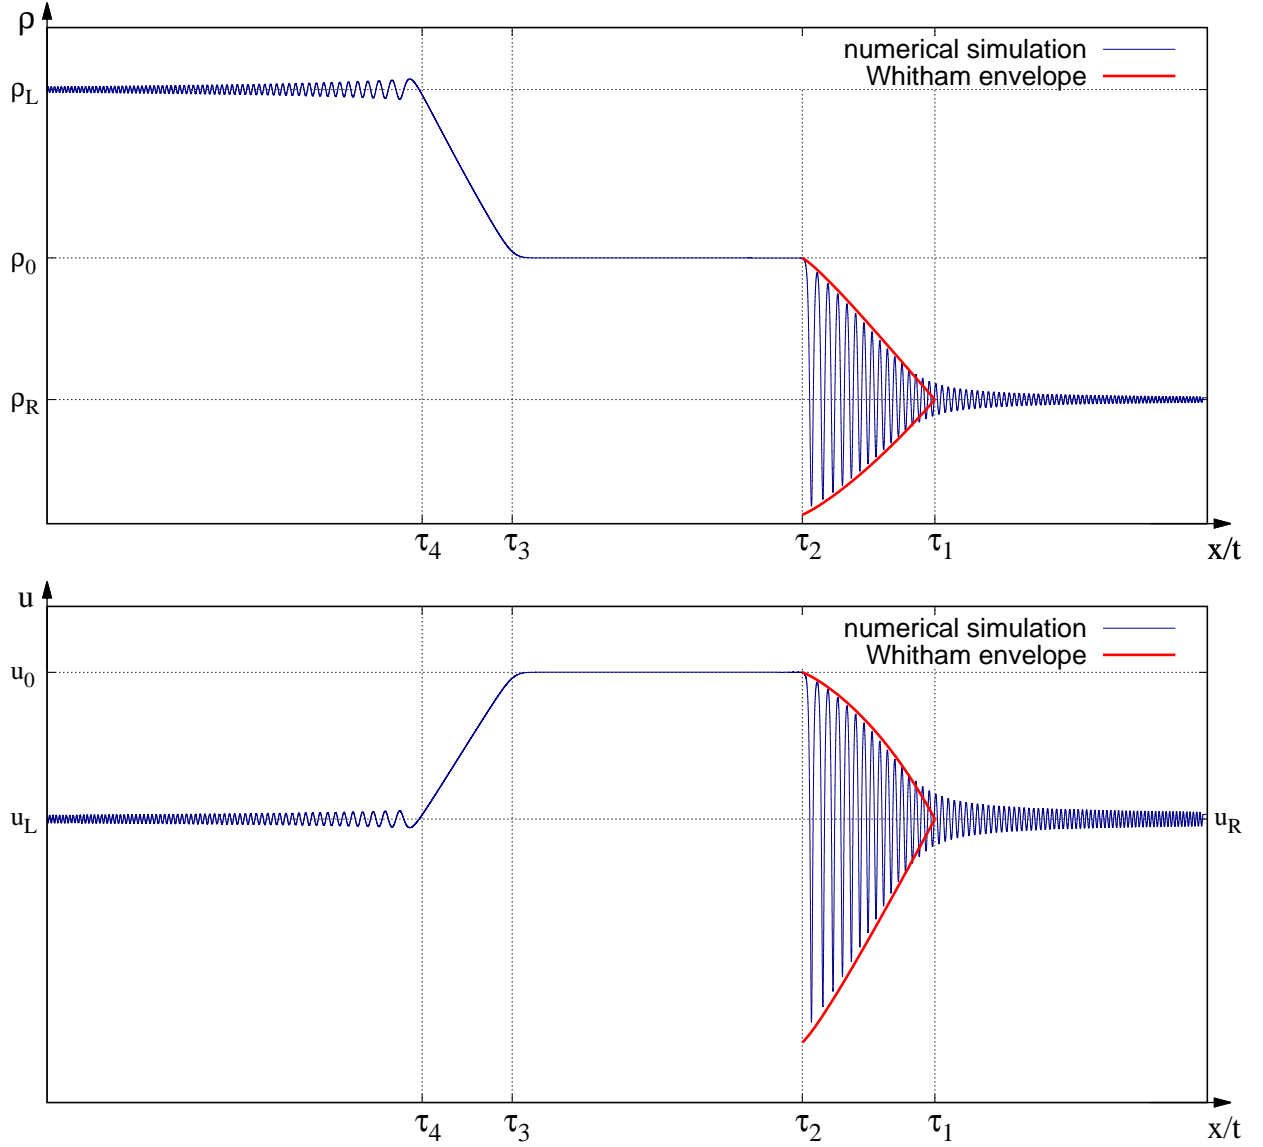 ρ
numerical simulation
Whitham envelope
ρL
ρ0
ρR
τ4 τ3 τ2 τ1 x/t
u
numerical simulation
Whitham envelope
u0
uL uR
τ4 τ3 τ2 τ1 x/t